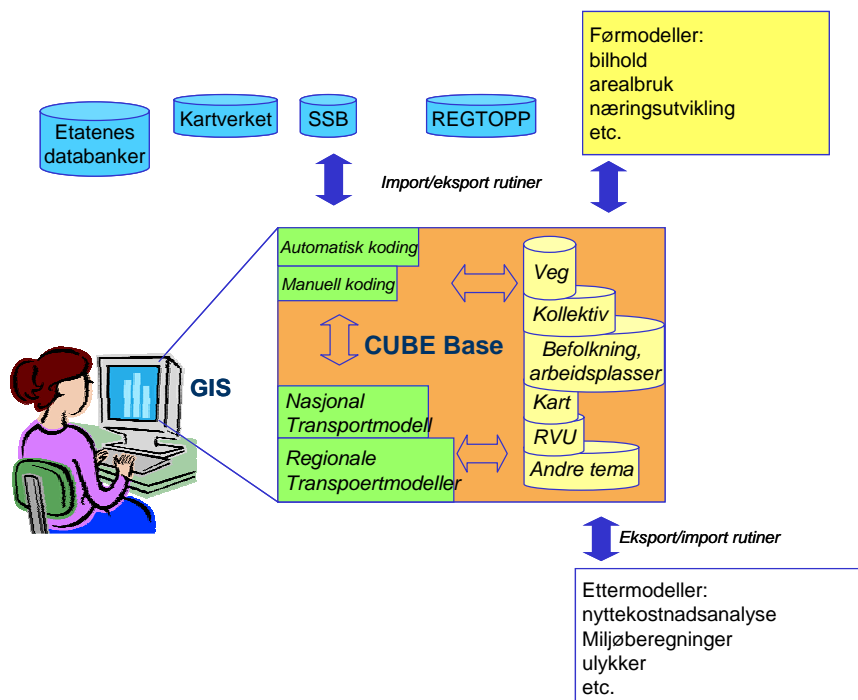 Førmodeller:
bilhold
arealbruk
næringsutvikling
etc.
Etatenes
databanker
Kartverket
SSB
REGTOPP
Import/eksport rutiner
Automatisk koding
Manuell koding
CUBE Base
GIS
Nasjonal
Transportmodell
Regionale
Transpoertmodeller
Veg
Kollektiv
Befolkning,
arbeidsplasser
Kart
RVU
Andre tema
Eksport/import rutiner
Ettermodeller:
nyttekostnadsanalyse
Miljøberegninger
ulykker
etc.